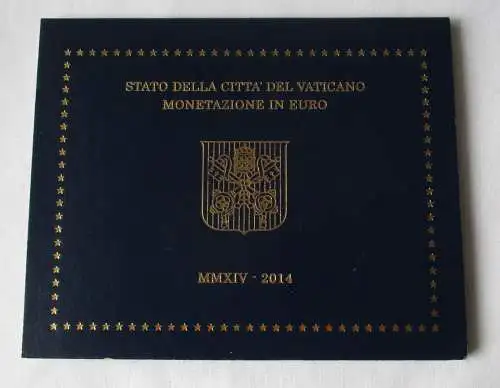 STATO DELLA CITTA' DEL VATICANO
MONETAZIONE IN EURO
MMXIV - 2014